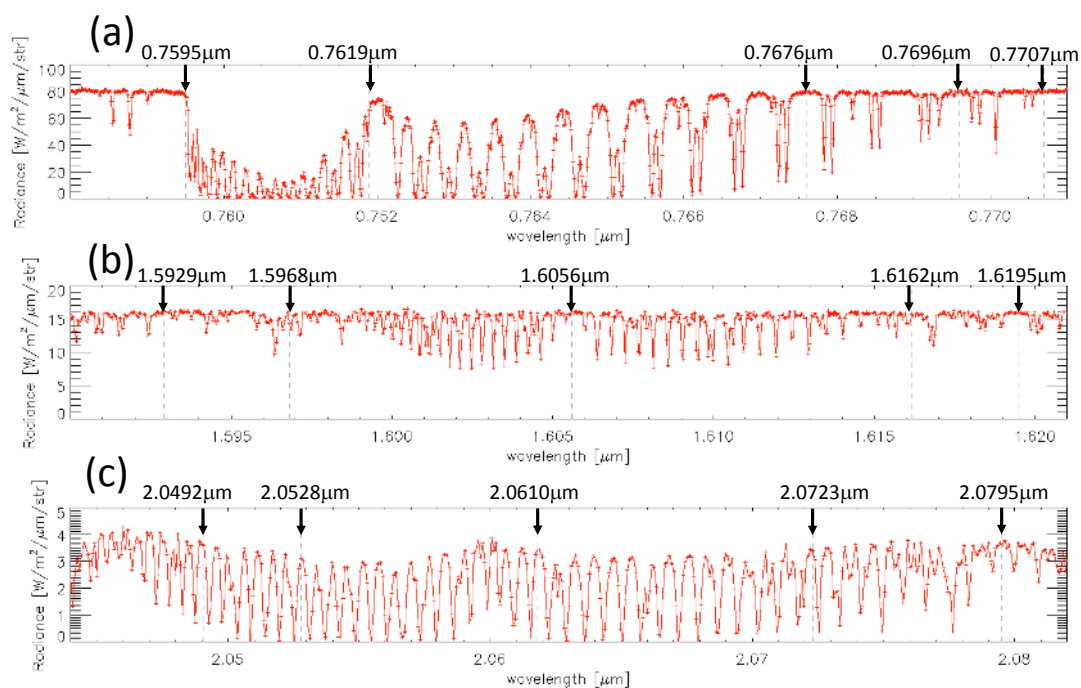 (a)
0.7595μm 0.7619μm 0.7676μm 0.7696μm 0.7707μm
Radiance [W/m²/μm/str]
100
80
60
40
20
0
0.760 0.752 0.754 0.766 0.768 0.770
wavelength [μm]
(b)
1.5929μm 1.5968μm 1.6056μm 1.6162μm 1.6195μm
Radiance [W/m²/μm/str]
20
15
10
5
0
1.595 1.600 1.605 1.610 1.615 1.620
wavelength [μm]
(c)
2.0492μm 2.0528μm 2.0610μm 2.0723μm 2.0795μm
Radiance [W/m²/μm/str]
5
4
3
2
1
0
2.05 2.06 2.07 2.08
wavelength [μm]